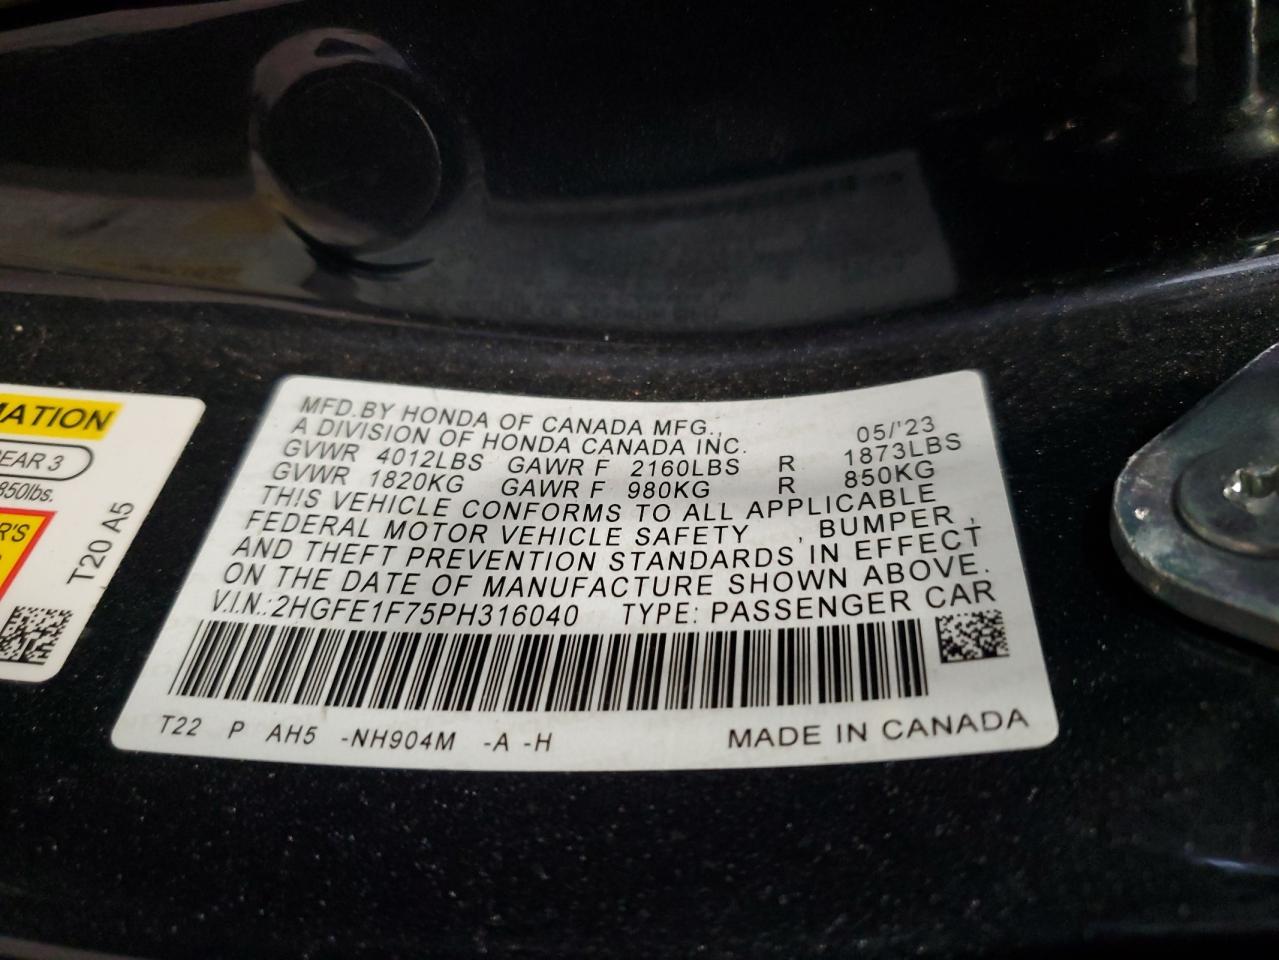 MATION
REAR 3
850lbs.
R'S
T20 A5
MFD.BY HONDA OF CANADA MFG.,
A DIVISION OF HONDA CANADA INC. 05/'23
GVWR 4012LBS GAWR F 2160LBS R 1873LBS
GVWR 1820KG GAWR F 980KG R 850KG
THIS VEHICLE CONFORMS TO ALL APPLICABLE
FEDERAL MOTOR VEHICLE SAFETY , BUMPER ,
AND THEFT PREVENTION STANDARDS IN EFFECT
ON THE DATE OF MANUFACTURE SHOWN ABOVE.
V.I.N.:2HGFE1F75PH316040 TYPE: PASSENGER CAR
T22 P AH5 -NH904M -A -H MADE IN CANADA